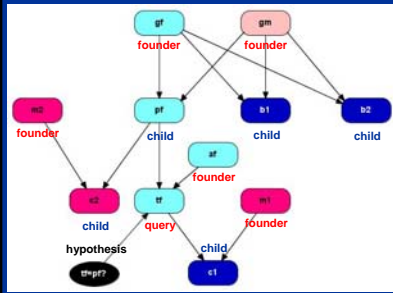 gf
gm
founder
founder
m2
pf
b1
b2
founder
child
child
child
af
founder
c2
tf
m1
child
query
founder
hypothesis
child
tf=pf?
c1